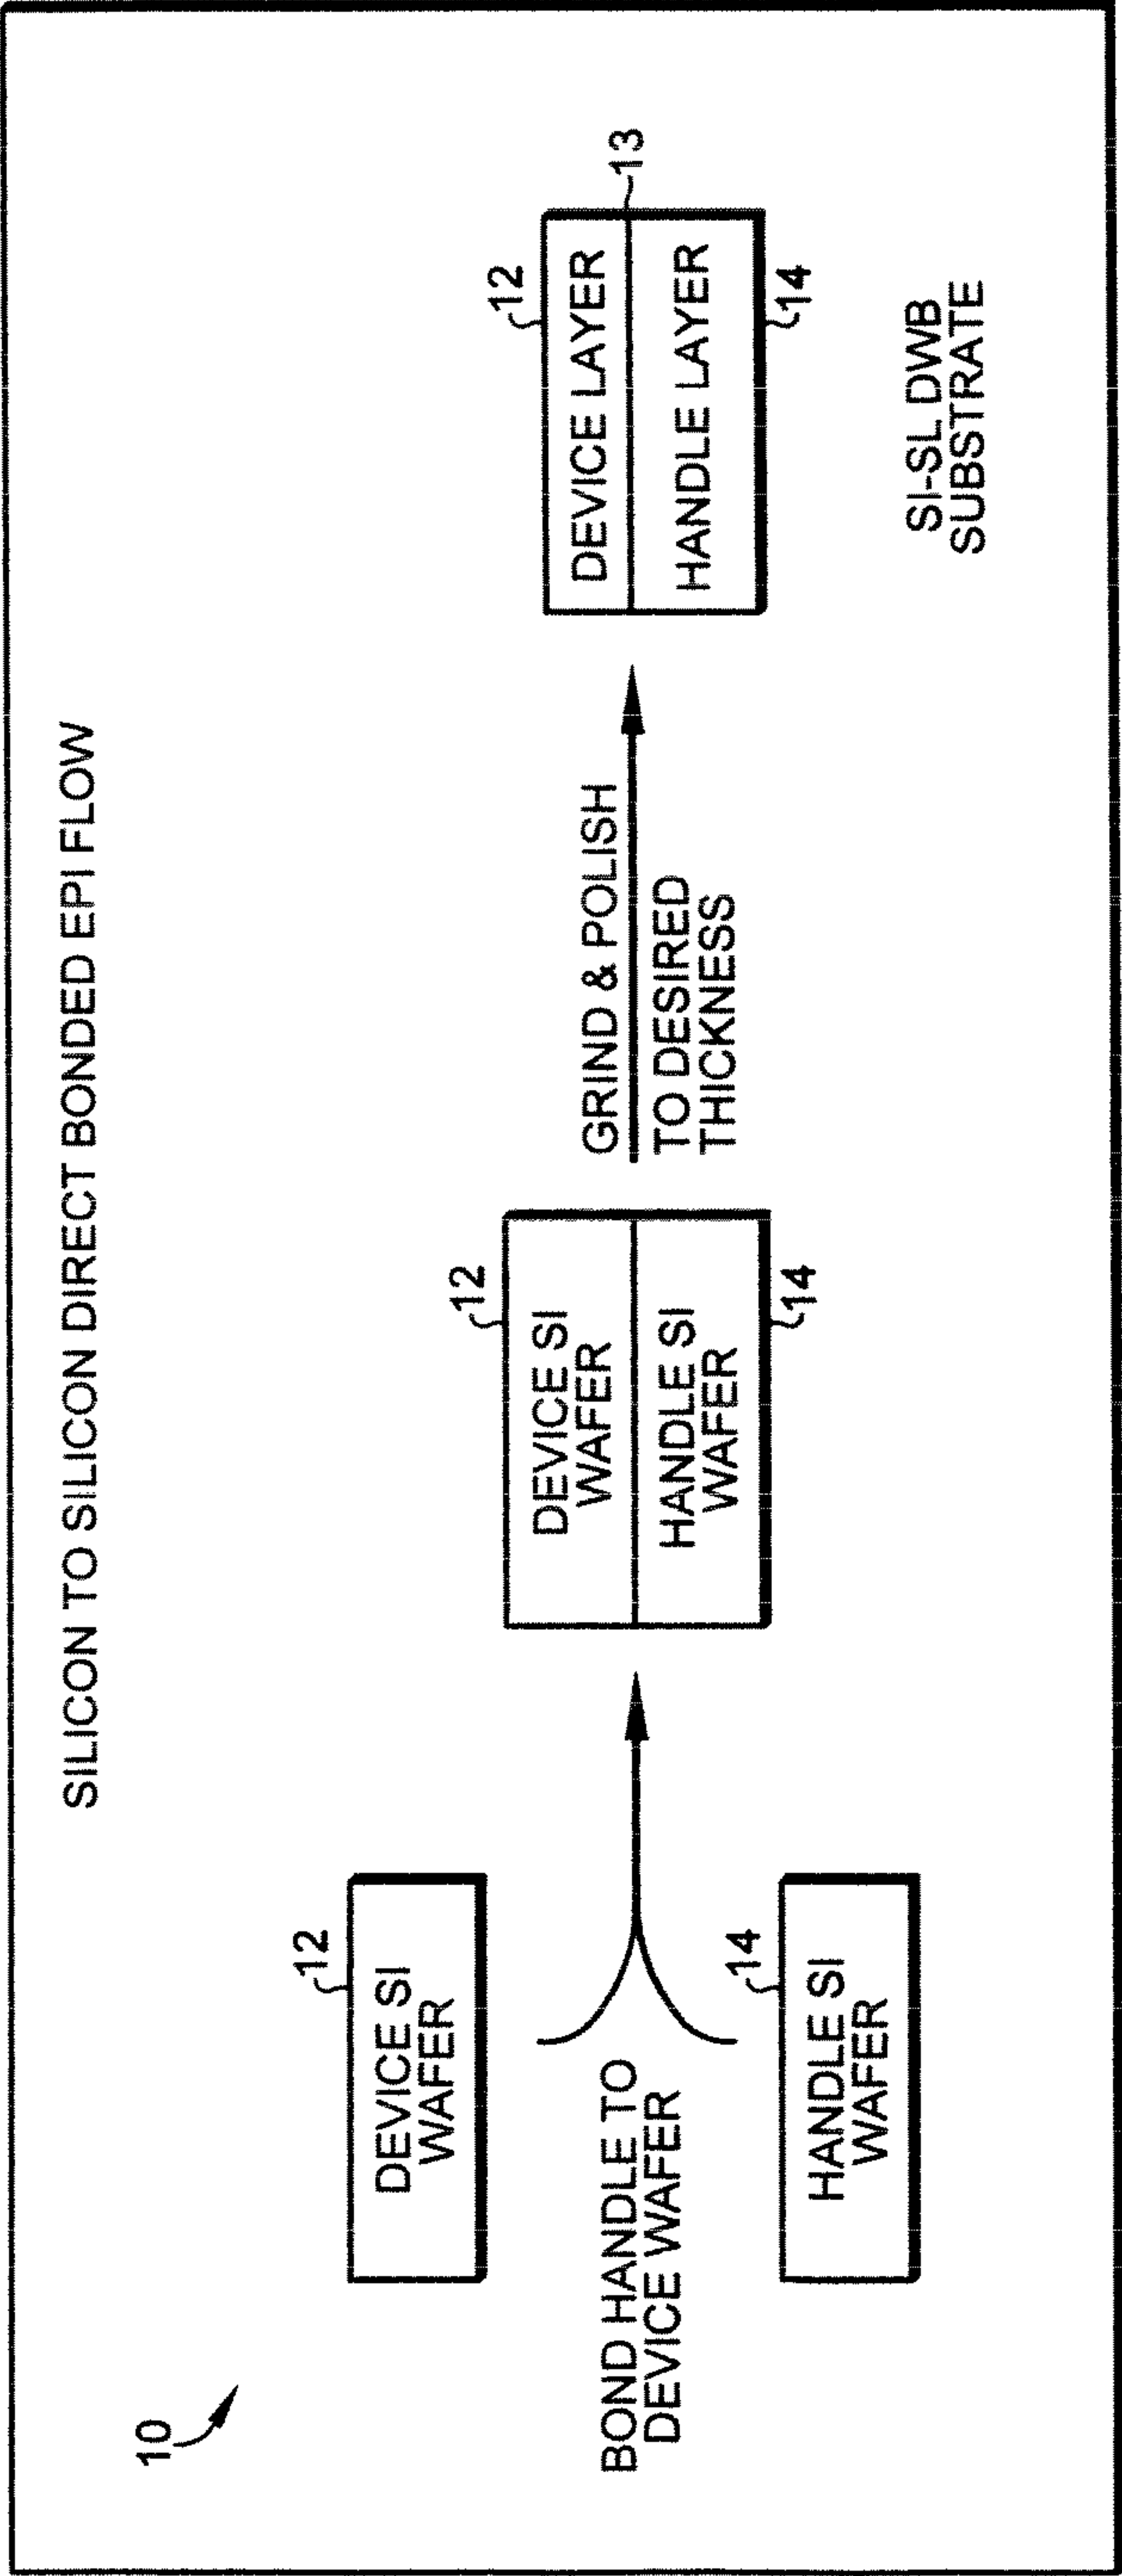 SILICON TO SILICON DIRECT BONDED EPI FLOW
10
12
DEVICE SI
WAFER
BOND HANDLE TO
DEVICE WAFER
14
HANDLE SI
WAFER
12
DEVICE SI
WAFER
HANDLE SI
WAFER
14
GRIND & POLISH
TO DESIRED
THICKNESS
12
DEVICE LAYER
13
HANDLE LAYER
14
SI-SL DWB
SUBSTRATE